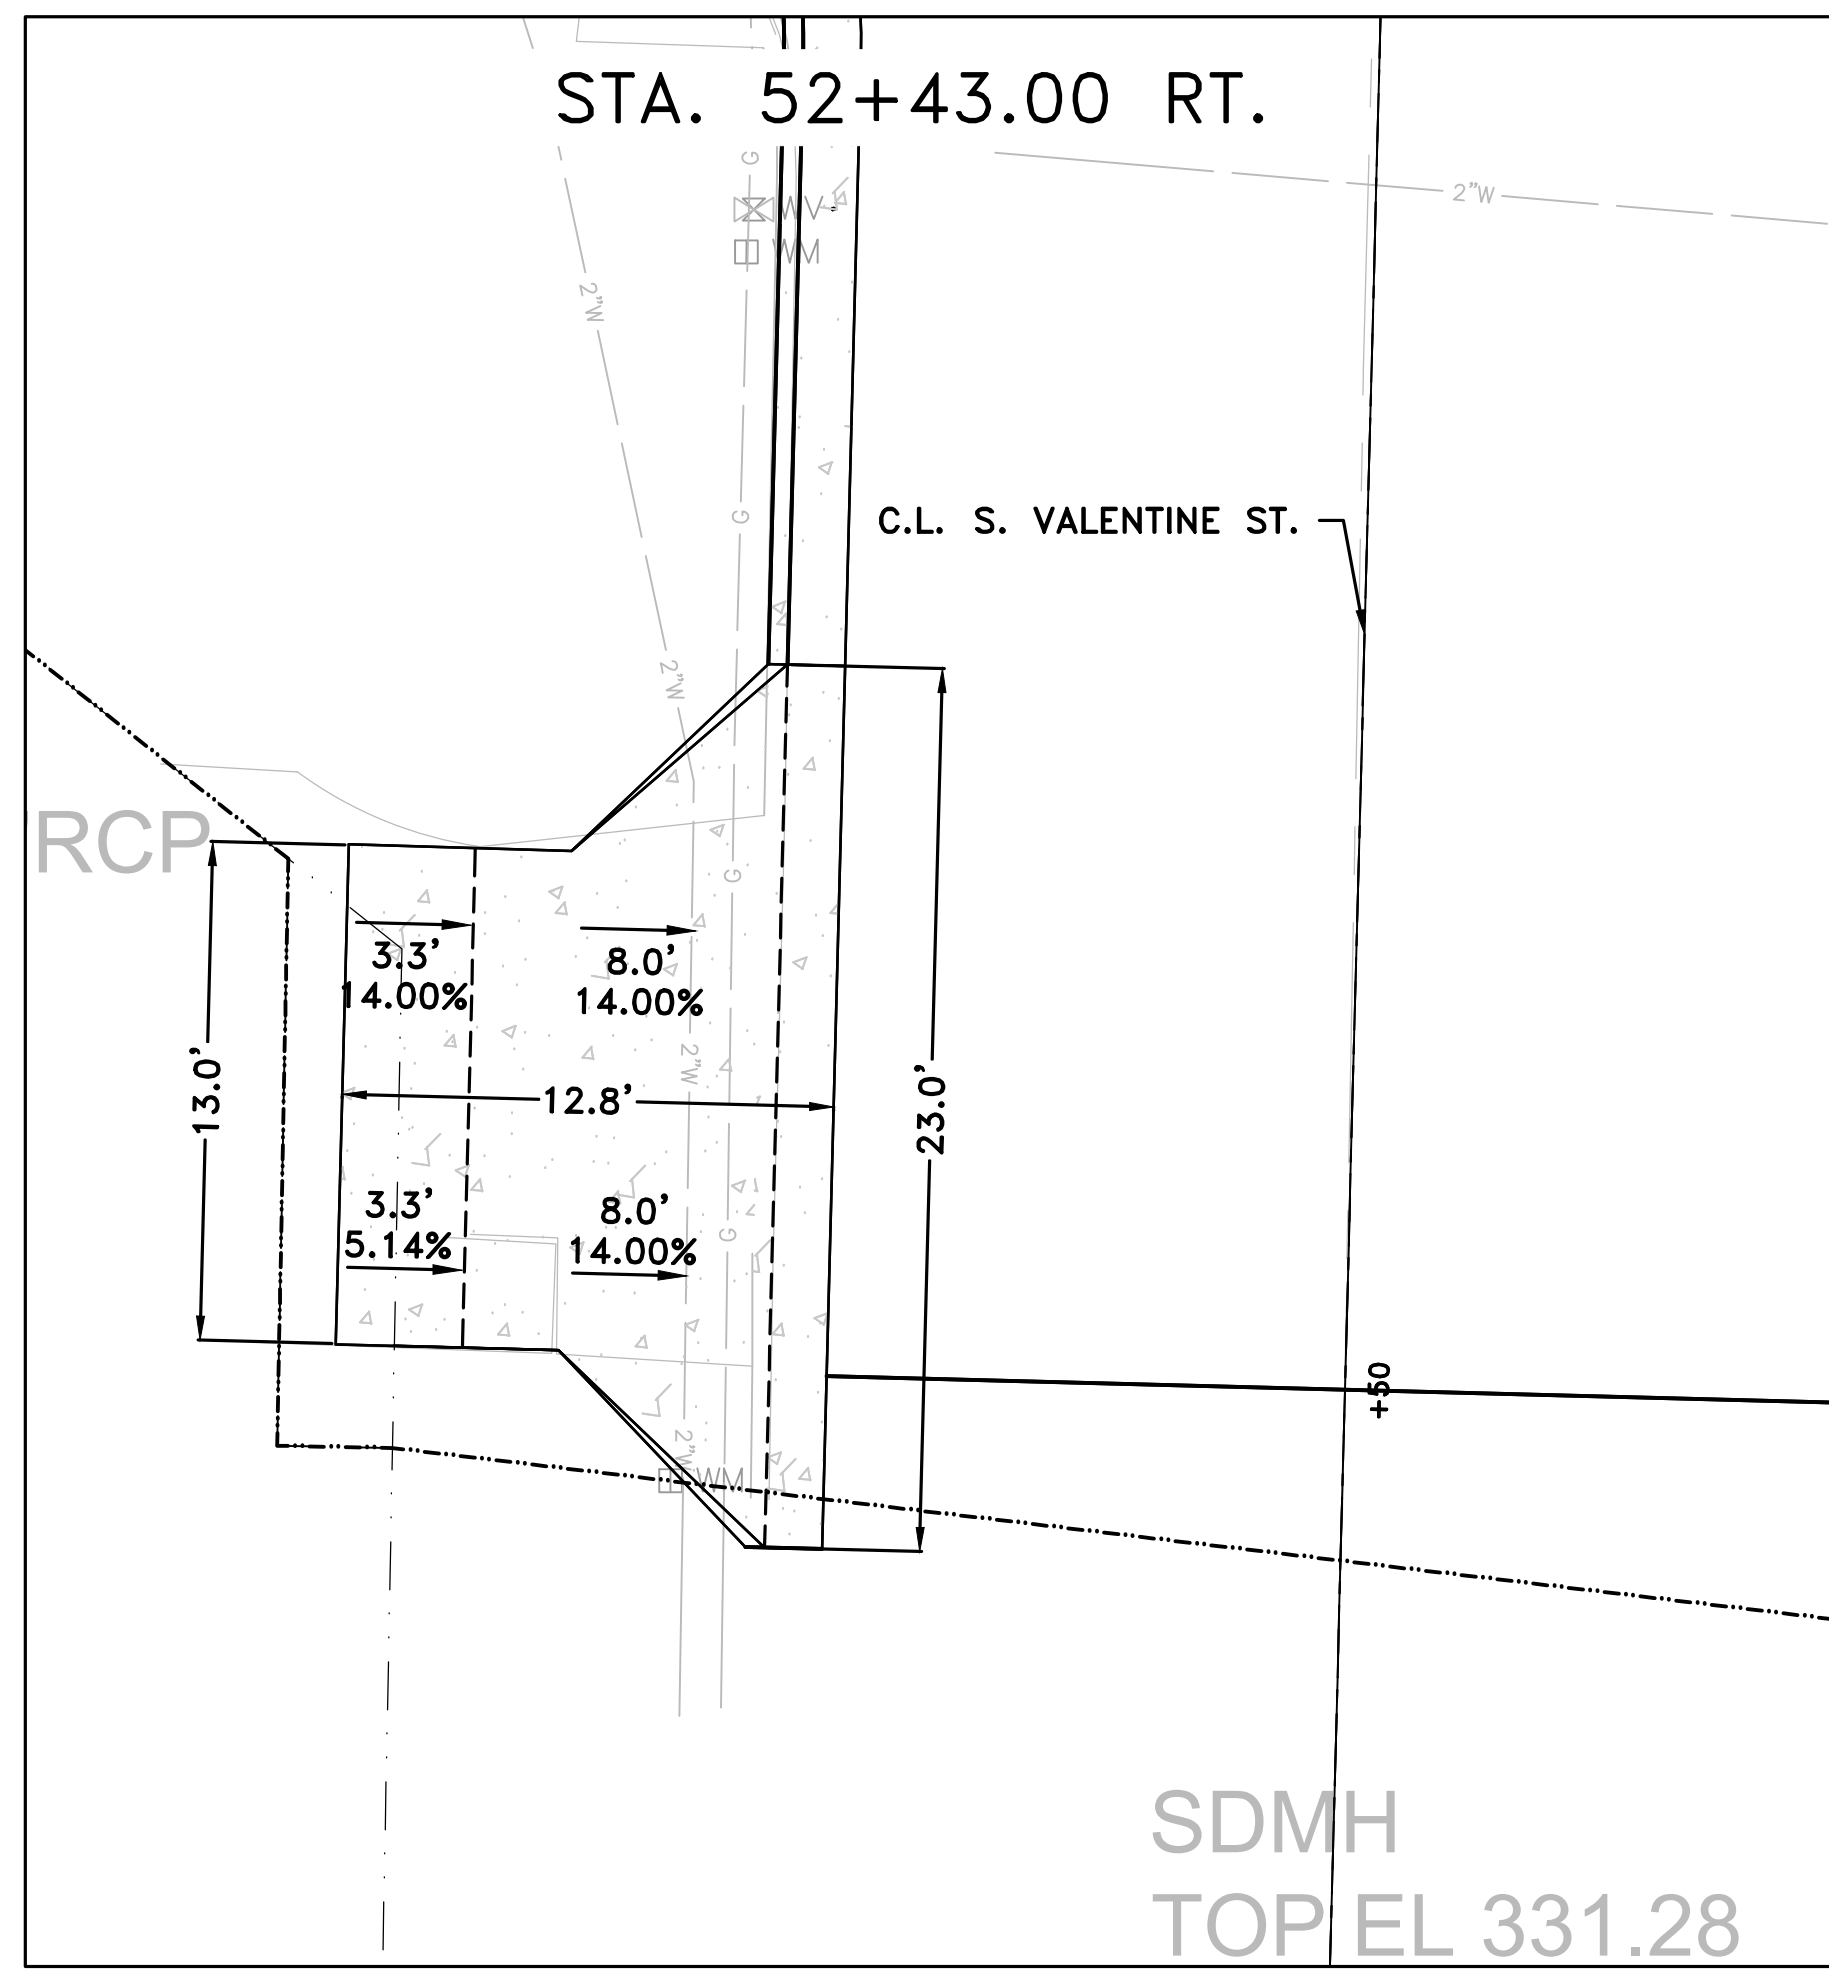 STA. 52+43.00 RT.
G
2"W
WV
WM
2"W
G
C.L. S. VALENTINE ST.
2"W
RCP
G
3.3'
14.00%
8.0'
14.00%
13.0'
2"W
12.8'
23.0'
3.3'
5.14%
8.0'
14.00%
G
+50
2"W
WM
SDMH
TOP EL 331.28